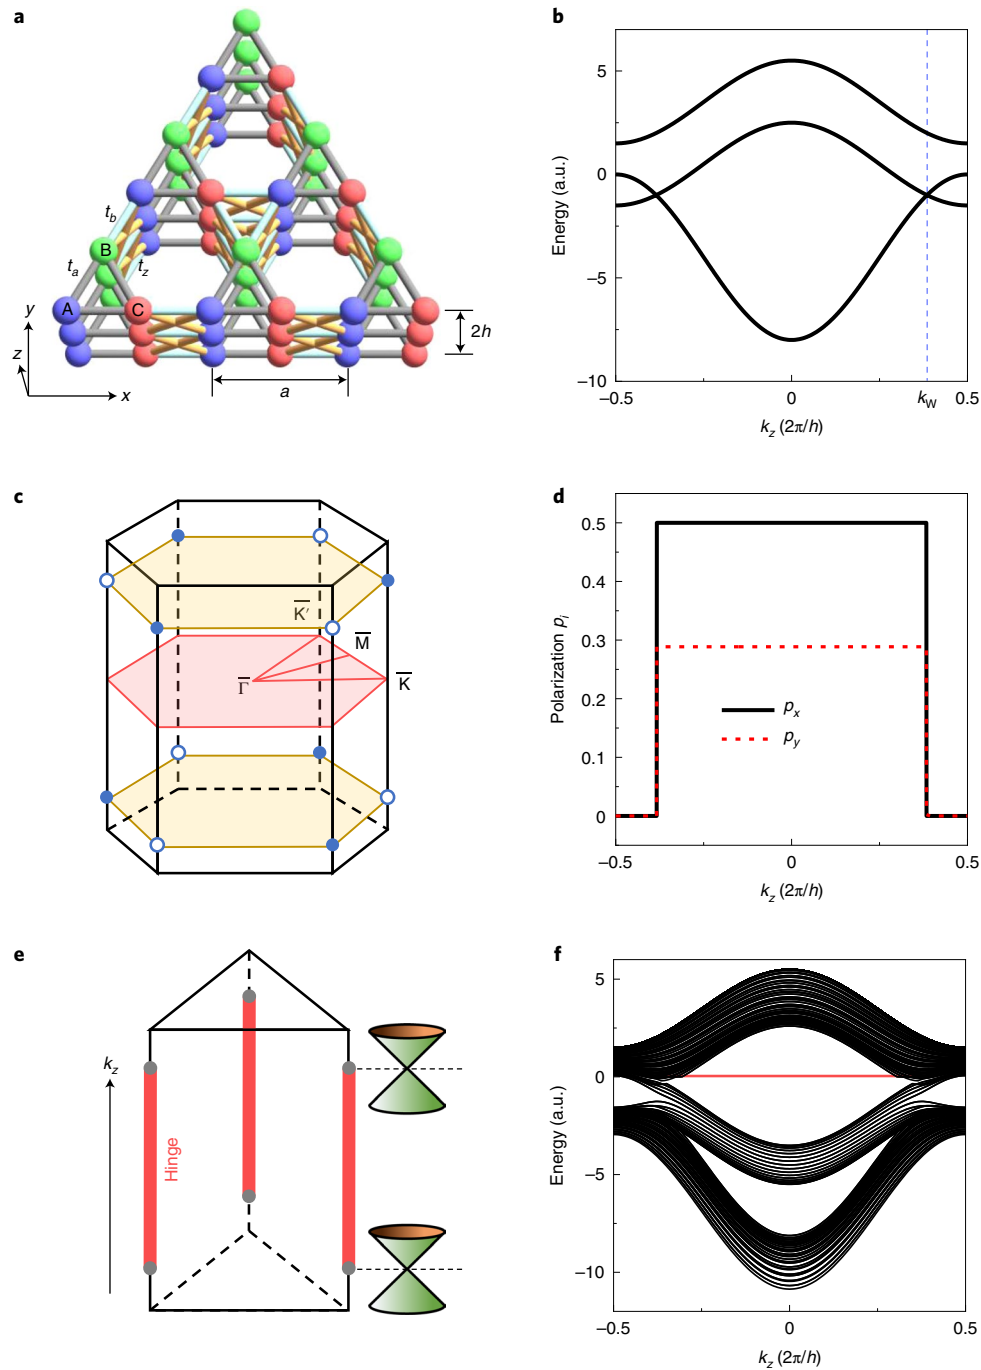 a
t_b
B
t_a
t_z
A
C
y
z
x
2h
a
b
5
0
−5
−10
Energy (a.u.)
−0.5
0
k_W
0.5
k_z (2π/h)
c
K̅′
M̅
Γ̅
K̅
d
0.5
0.4
0.3
0.2
0.1
0
Polarization p_i
p_x
p_y
−0.5
0
0.5
k_z (2π/h)
e
k_z
Hinge
f
5
0
−5
−10
Energy (a.u.)
−0.5
0
0.5
k_z (2π/h)